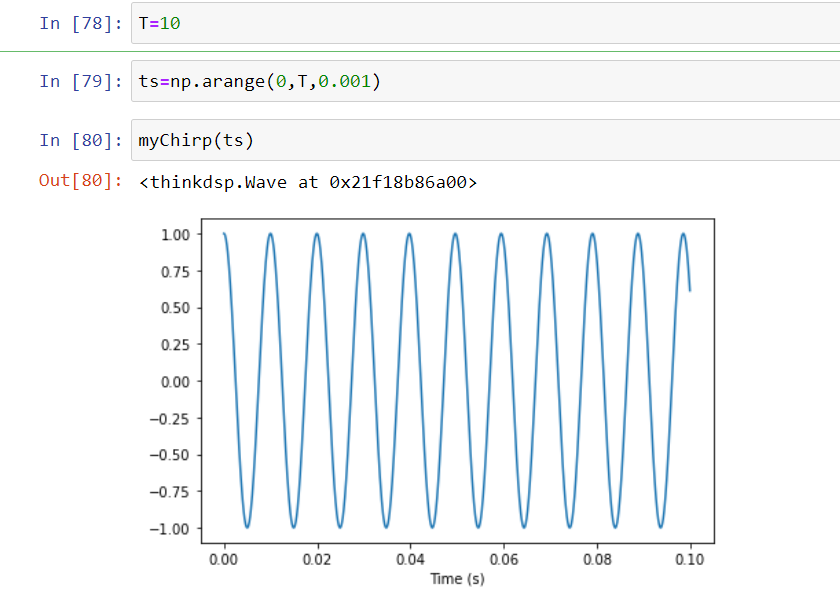 In [78]: T=10
In [79]: ts=np.arange(0,T,0.001)
In [80]: myChirp(ts)
Out[80]: <thinkdsp.Wave at 0x21f18b86a00>
1.00
0.75
0.50
0.25
0.00
−0.25
−0.50
−0.75
−1.00
0.00 0.02 0.04 0.06 0.08 0.10
Time (s)